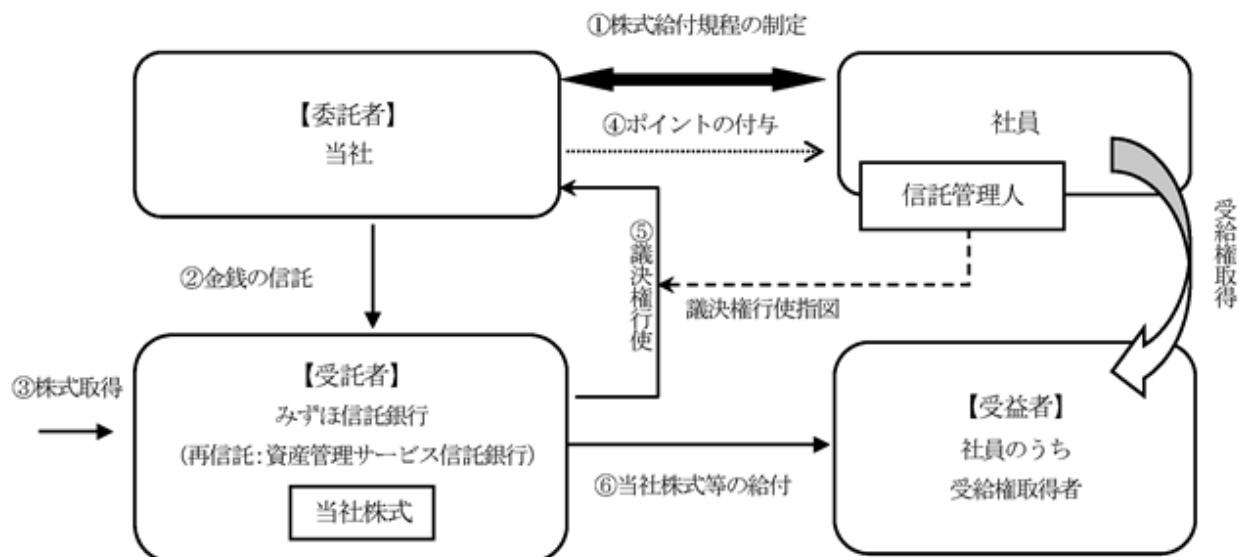 ①株式給付規程の制定
【委託者】
当社
④ポイントの付与
社員
信託管理人
受給権取得
②金銭の信託
⑤議決権行使
議決権行使指図
③株式取得
【受託者】
みずほ信託銀行
(再信託:資産管理サービス信託銀行)
当社株式
⑥当社株式等の給付
【受益者】
社員のうち
受給権取得者